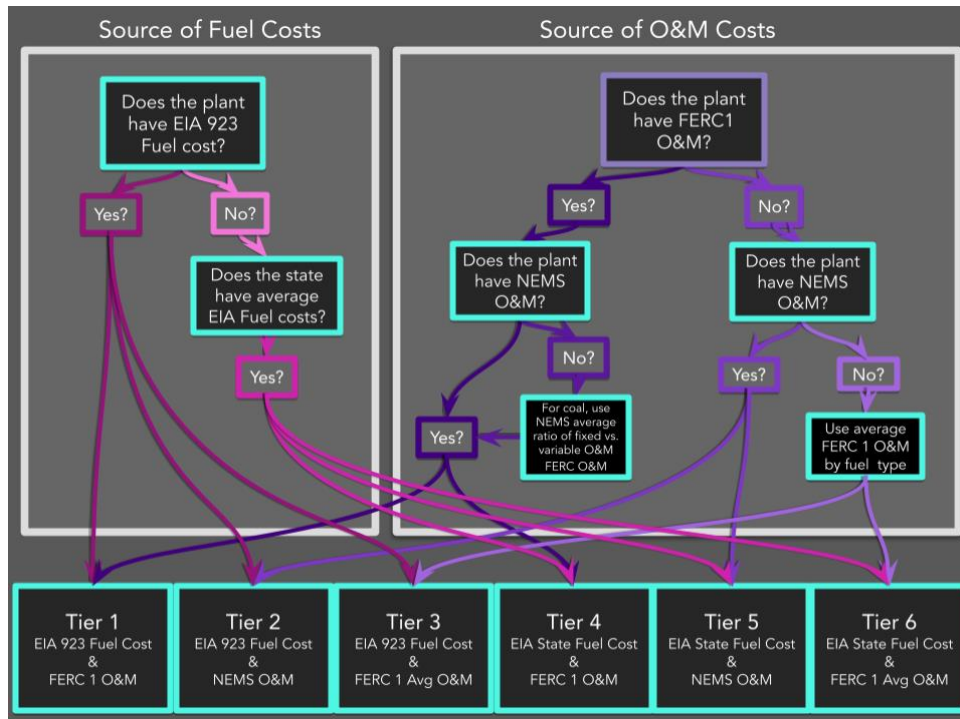 Source of Fuel Costs
Does the plant
have EIA 923
Fuel cost?
Yes?
No?
Does the state
have average
EIA Fuel costs?
Yes?
Source of O&M Costs
Does the plant
have FERC1
O&M?
Yes?
No?
Does the plant
have NEMS
O&M?
Does the plant
have NEMS
O&M?
No?
Yes?
No?
Yes?
For coal, use
NEMS average
ratio of fixed vs.
variable O&M
FERC O&M
Use average
FERC 1 O&M
by fuel type
Tier 1
EIA 923 Fuel Cost
&
FERC 1 O&M
Tier 2
EIA 923 Fuel Cost
&
NEMS O&M
Tier 3
EIA 923 Fuel Cost
&
FERC 1 Avg O&M
Tier 4
EIA State Fuel Cost
&
FERC 1 O&M
Tier 5
EIA State Fuel Cost
&
NEMS O&M
Tier 6
EIA State Fuel Cost
&
FERC 1 Avg O&M